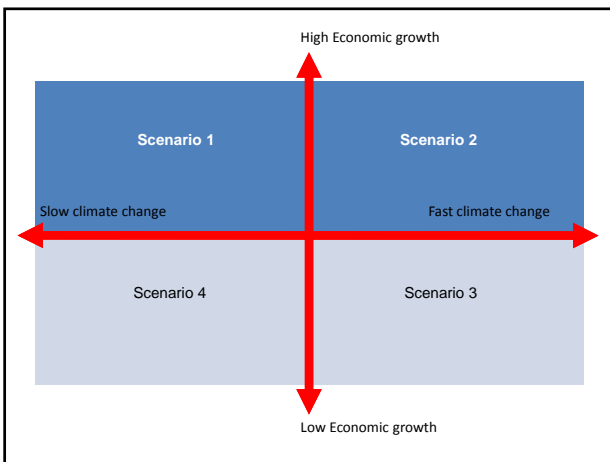 High Economic growth
Scenario 1
Scenario 2
Slow climate change
Fast climate change
Scenario 4
Scenario 3
Low Economic growth